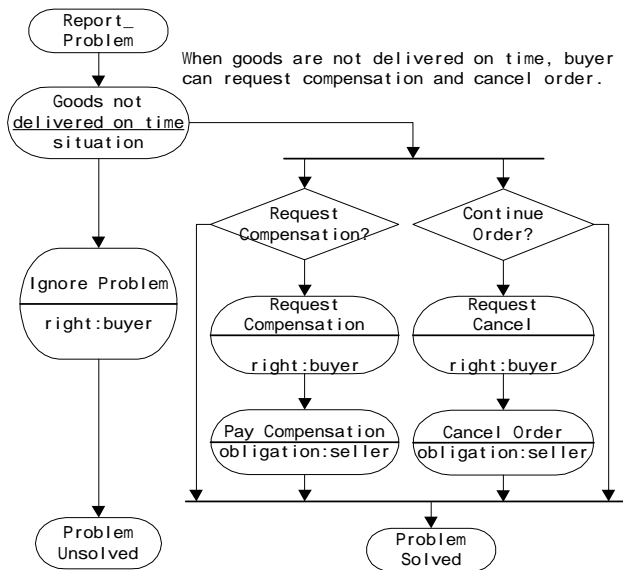 Report_
Problem
When goods are not delivered on time, buyer
can request compensation and cancel order.
Goods not
delivered on time
situation
Request
Compensation?
Continue
Order?
Ignore Problem
right:buyer
Request
Compensation
right:buyer
Request
Cancel
right:buyer
Pay Compensation
obligation:seller
Cancel Order
obligation:seller
Problem
Unsolved
Problem
Solved